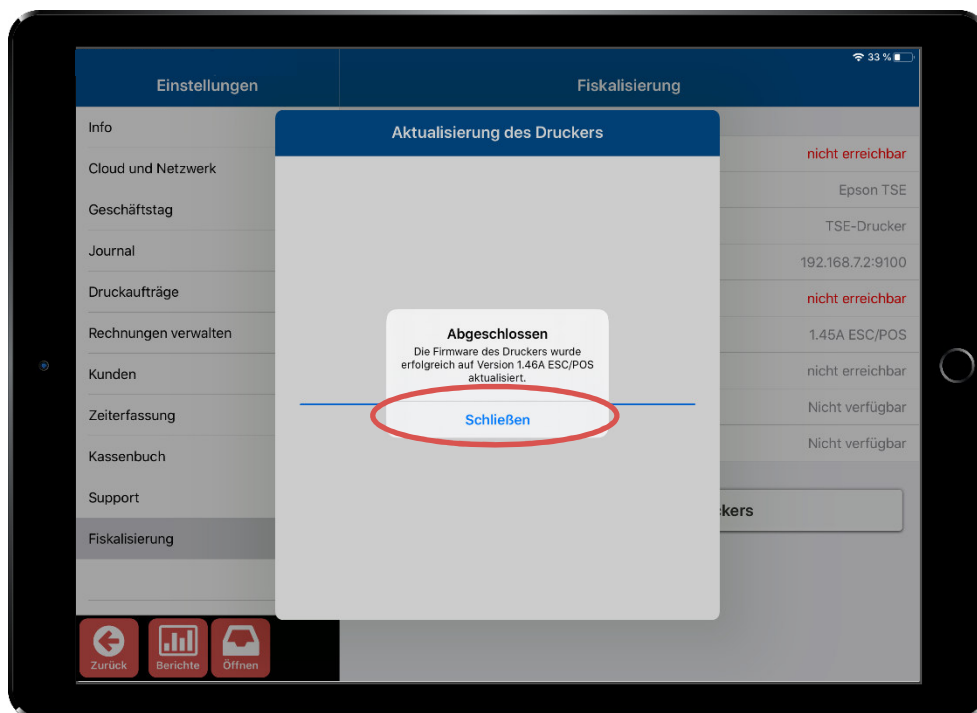 33 %
Einstellungen
Fiskalisierung
Info
Cloud und Netzwerk
Geschäftstag
Journal
Druckaufträge
Rechnungen verwalten
Kunden
Zeiterfassung
Kassenbuch
Support
Fiskalisierung
Zurück
Berichte
Öffnen
Aktualisierung des Druckers
Abgeschlossen
Die Firmware des Druckers wurde
erfolgreich auf Version 1.46A ESC/POS
aktualisiert.
Schließen
nicht erreichbar
Epson TSE
TSE-Drucker
192.168.7.2:9100
nicht erreichbar
1.45A ESC/POS
nicht erreichbar
Nicht verfügbar
Nicht verfügbar
kers